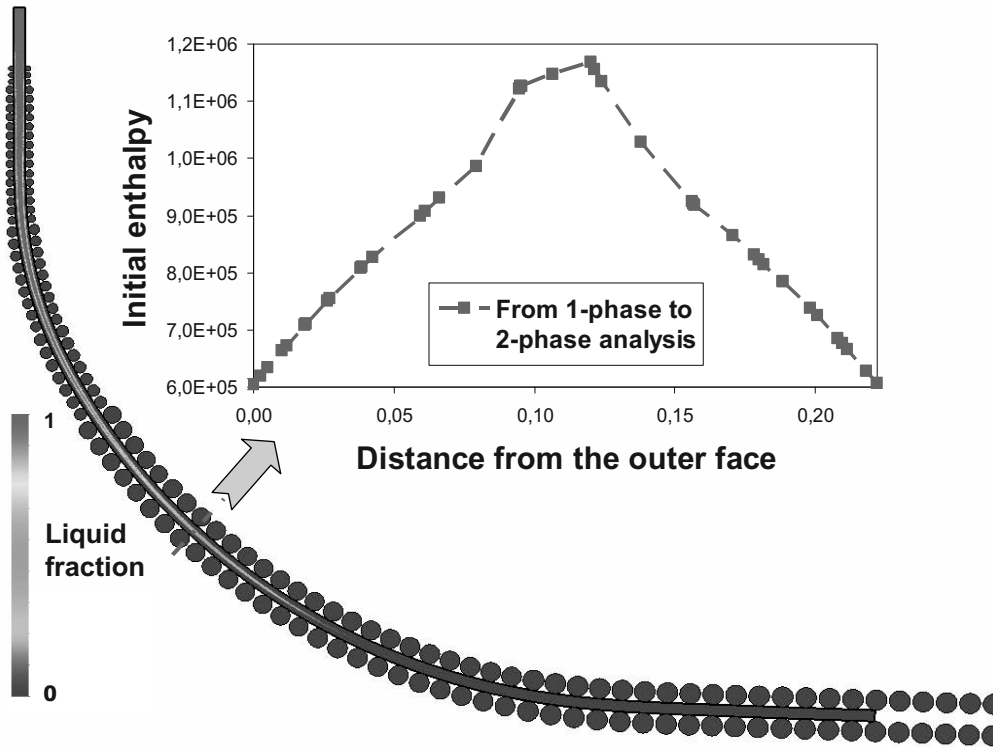 1,2E+06
1,1E+06
1,0E+06
9,0E+05
8,0E+05
7,0E+05
6,0E+05
Initial enthalpy
From 1-phase to
2-phase analysis
0,00
0,05
0,10
0,15
0,20
Distance from the outer face
1
Liquid
fraction
0